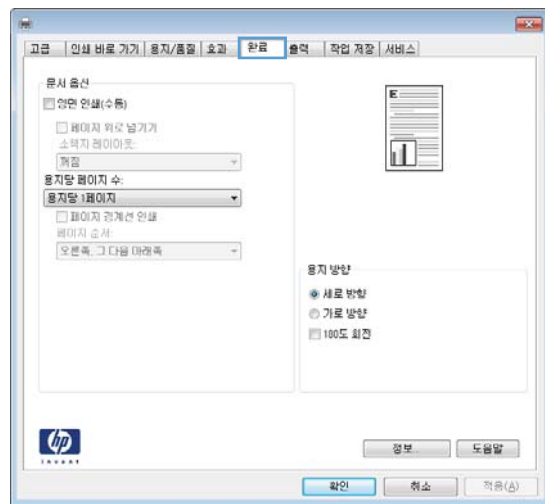 고급 인쇄 바로 가기 용지/품질 효과 완료 출력 작업 저장 서비스
문서 옵션
양면 인쇄(수동)
페이지 위로 넘기기
소책자 레이아웃:
꺼짐
용지당 페이지 수:
용지당 1페이지
페이지 경계선 인쇄
페이지 순서:
오른쪽, 그 다음 아래쪽
E
용지 방향
세로 방향
가로 방향
180도 회전
hp
invent
정보... 도움말
확인 취소 적용(A)